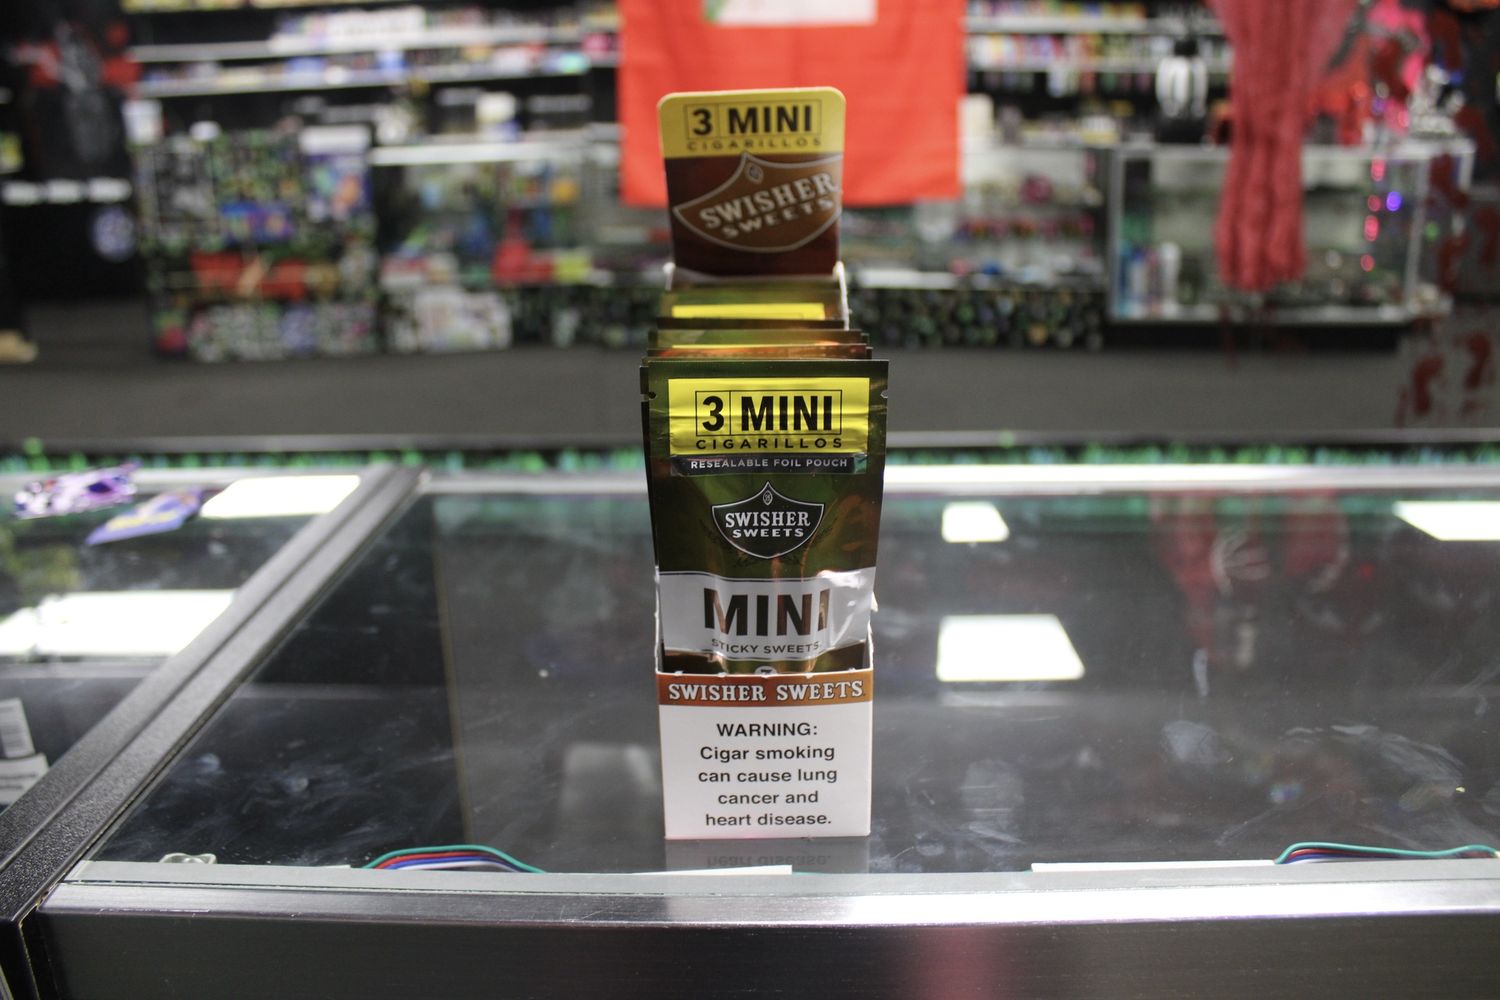 3 MINI
CIGARILLOS
SWISHER
SWEETS
3 MINI
CIGARILLOS
RESEALABLE FOIL POUCH
SWISHER
SWEETS
MINI
STICKY SWEETS
SWISHER SWEETS
WARNING:
Cigar smoking
can cause lung
cancer and
heart disease.